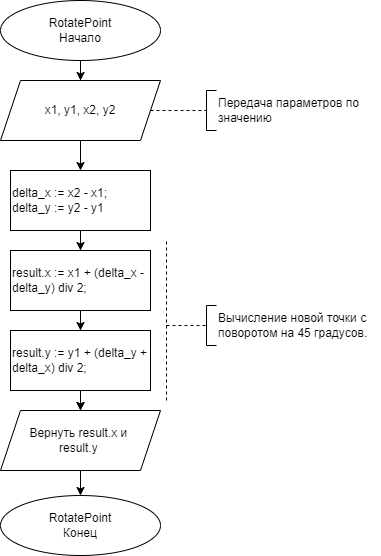 RotatePoint
Начало
x1, y1, x2, y2
Передача параметров по
значению
delta_x := x2 - x1;
delta_y := y2 - y1
result.x := x1 + (delta_x -
delta_y) div 2;
Вычисление новой точки с
поворотом на 45 градусов.
result.y := y1 + (delta_y +
delta_x) div 2;
Вернуть result.x и
result.y
RotatePoint
Конец